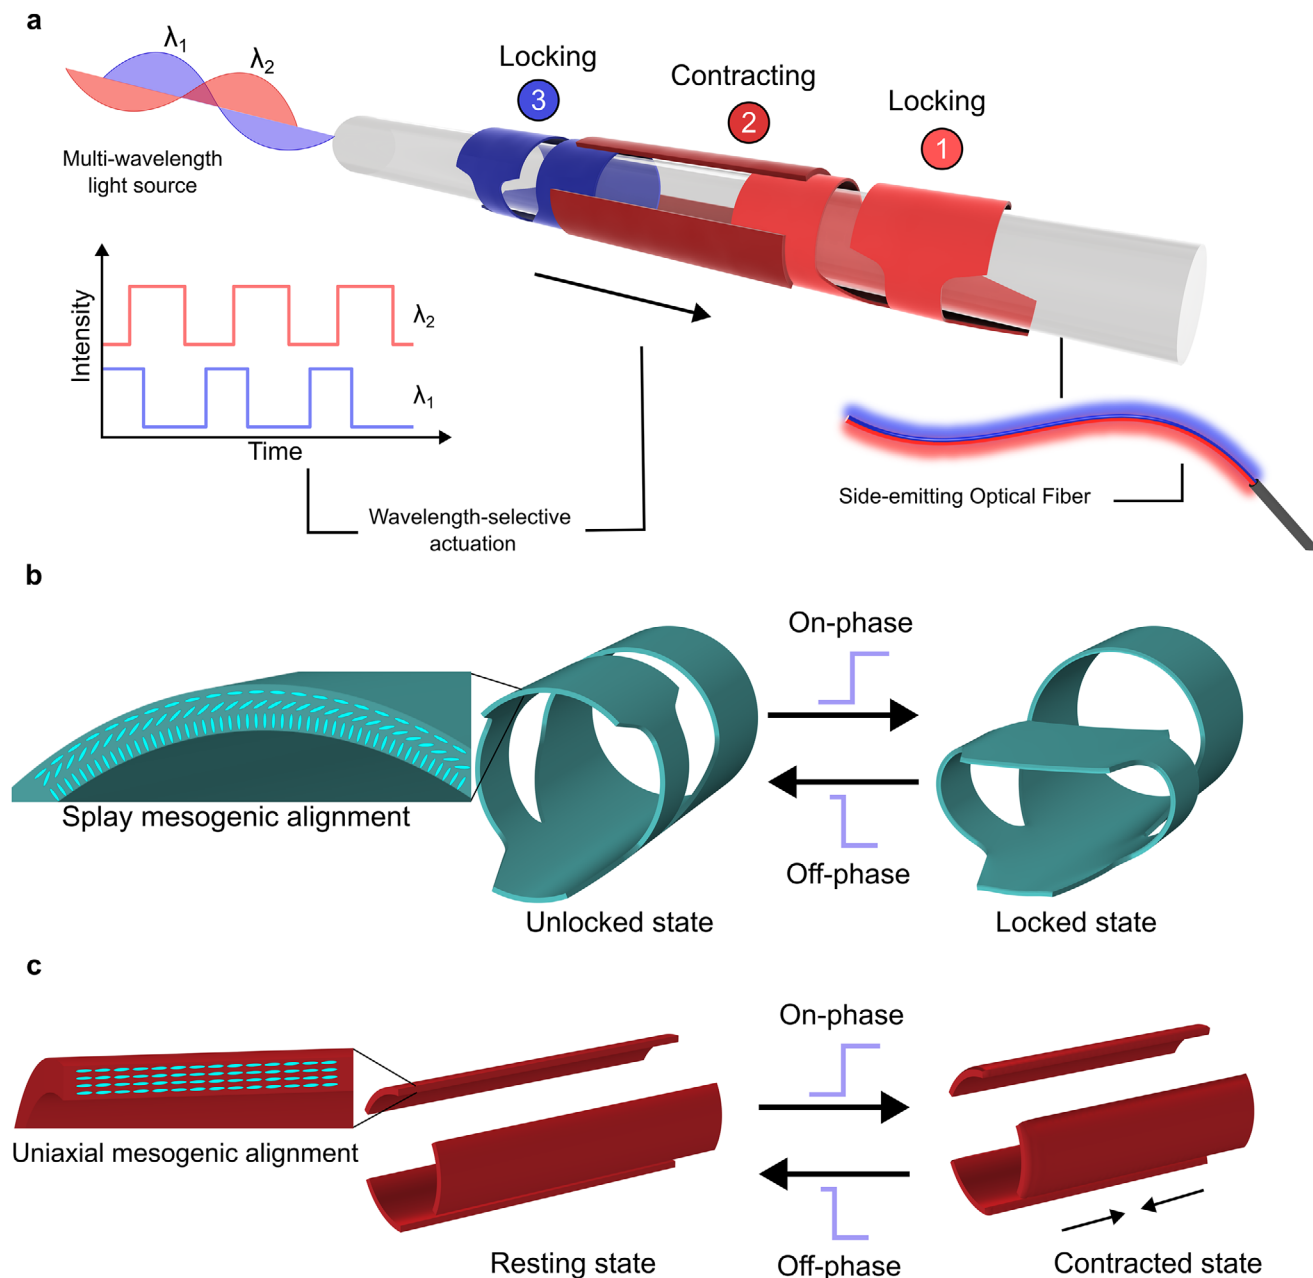 a
λ1
λ2
Multi-wavelength
light source
Locking
3
Contracting
2
Locking
1
Intensity
λ2
λ1
Time
Wavelength-selective
actuation
Side-emitting Optical Fiber
b
Splay mesogenic alignment
On-phase
Off-phase
Unlocked state
Locked state
c
Uniaxial mesogenic alignment
On-phase
Off-phase
Resting state
Contracted state